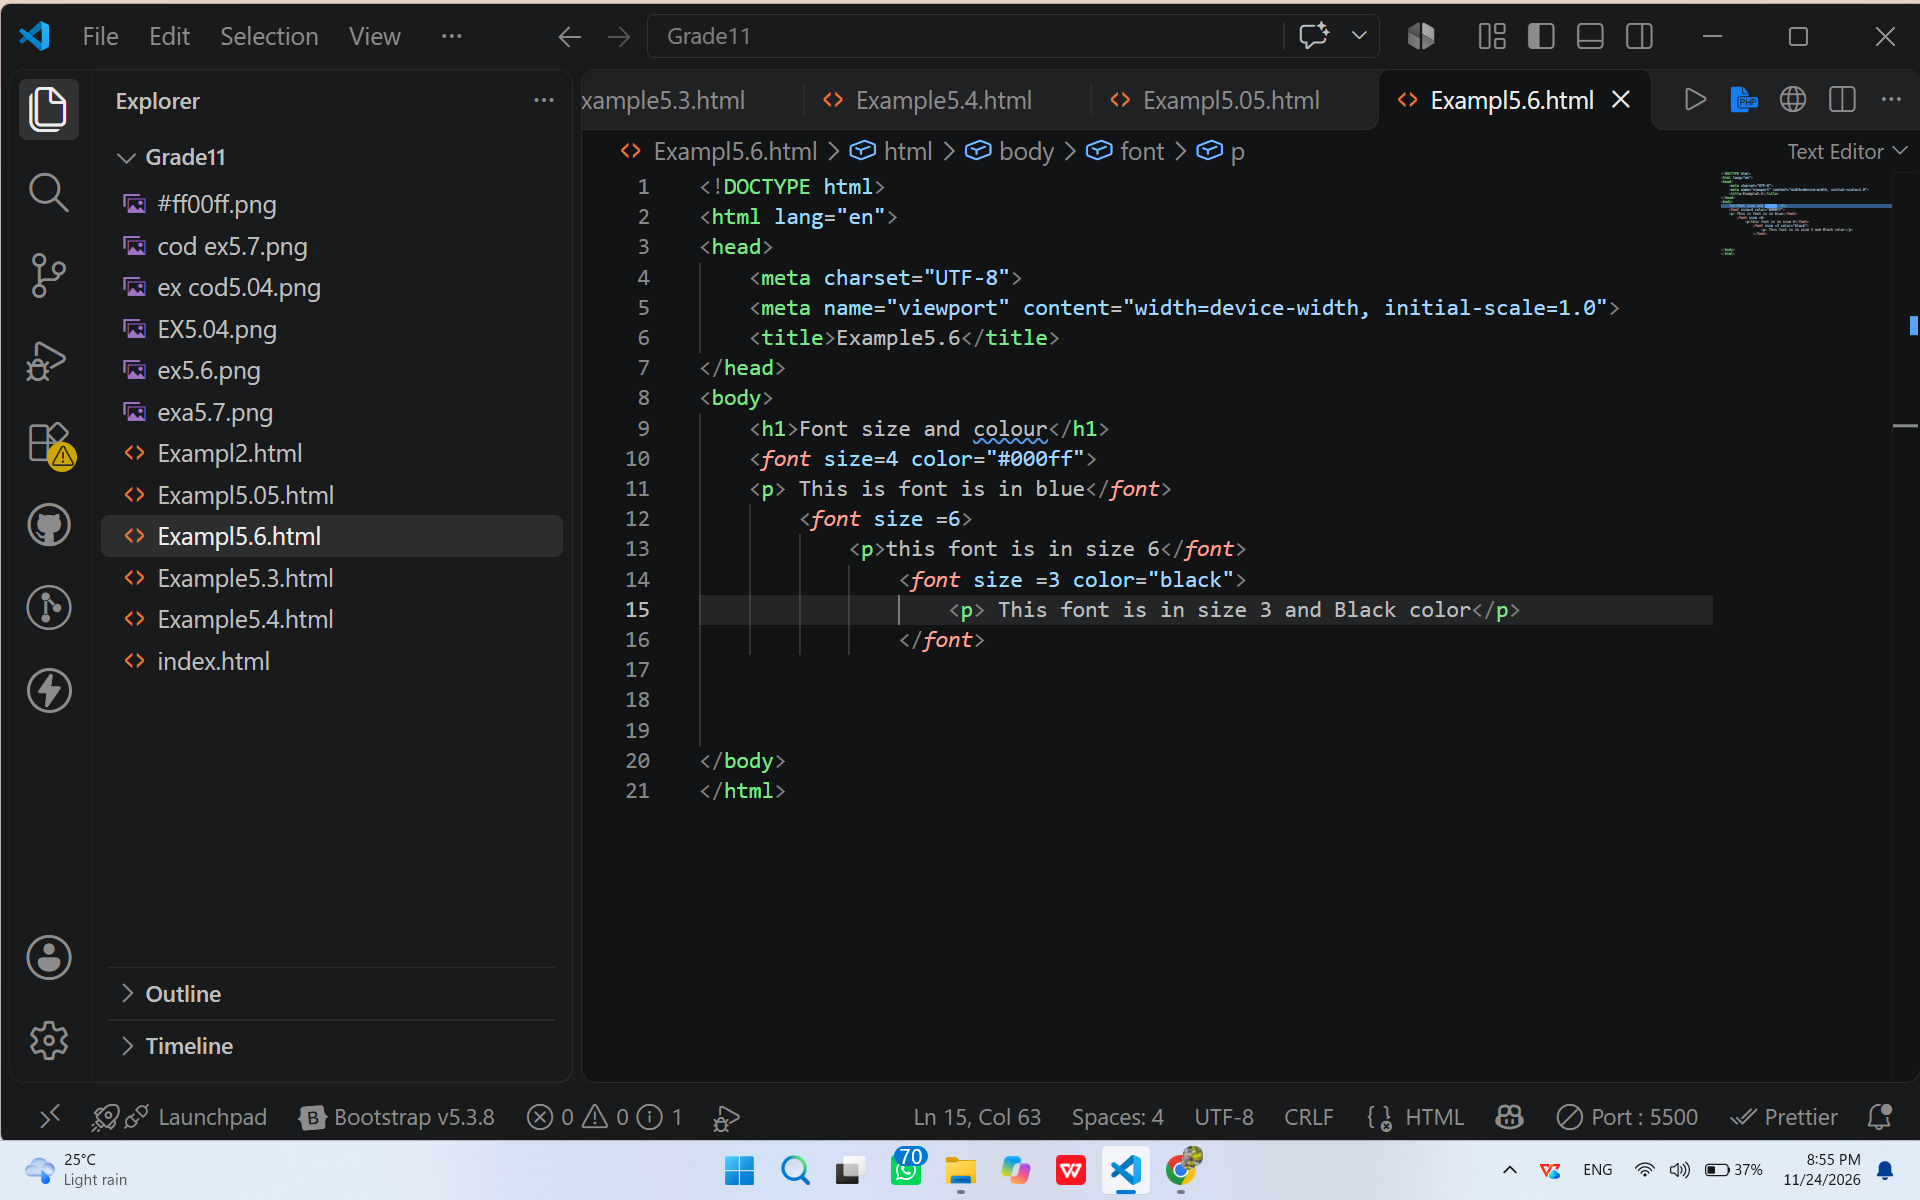 File Edit Selection View ··· Grade11
Explorer ···
Grade11
#ff00ff.png
cod ex5.7.png
ex cod5.04.png
EX5.04.png
ex5.6.png
exa5.7.png
Exampl2.html
Exampl5.05.html
Exampl5.6.html
Example5.3.html
Example5.4.html
index.html
Outline
Timeline
xample5.3.html Example5.4.html Exampl5.05.html Exampl5.6.html
PHP
Exampl5.6.html > html > body > font > p
Text Editor
1 <!DOCTYPE html>
2 <html lang="en">
3 <head>
4 <meta charset="UTF-8">
5 <meta name="viewport" content="width=device-width, initial-scale=1.0">
6 <title>Example5.6</title>
7 </head>
8 <body>
9 <h1>Font size and colour</h1>
10 <font size=4 color="#000ff">
11 <p> This is font is in blue</font>
12 <font size =6>
13 <p>this font is in size 6</font>
14 <font size =3 color="black">
15 <p> This font is in size 3 and Black color</p>
16 </font>
17
18
19
20 </body>
21 </html>
Launchpad B Bootstrap v5.3.8 0 0 1 Ln 15, Col 63 Spaces: 4 UTF-8 CRLF HTML Port : 5500 Prettier
25°C
Light rain
70
W
ENG
37%
8:55 PM
11/24/2026